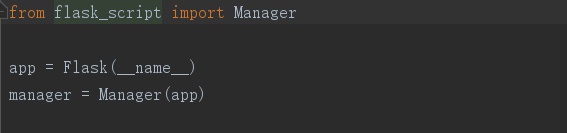 from flask_script import Manager
app = Flask(__name__)
manager = Manager(app)